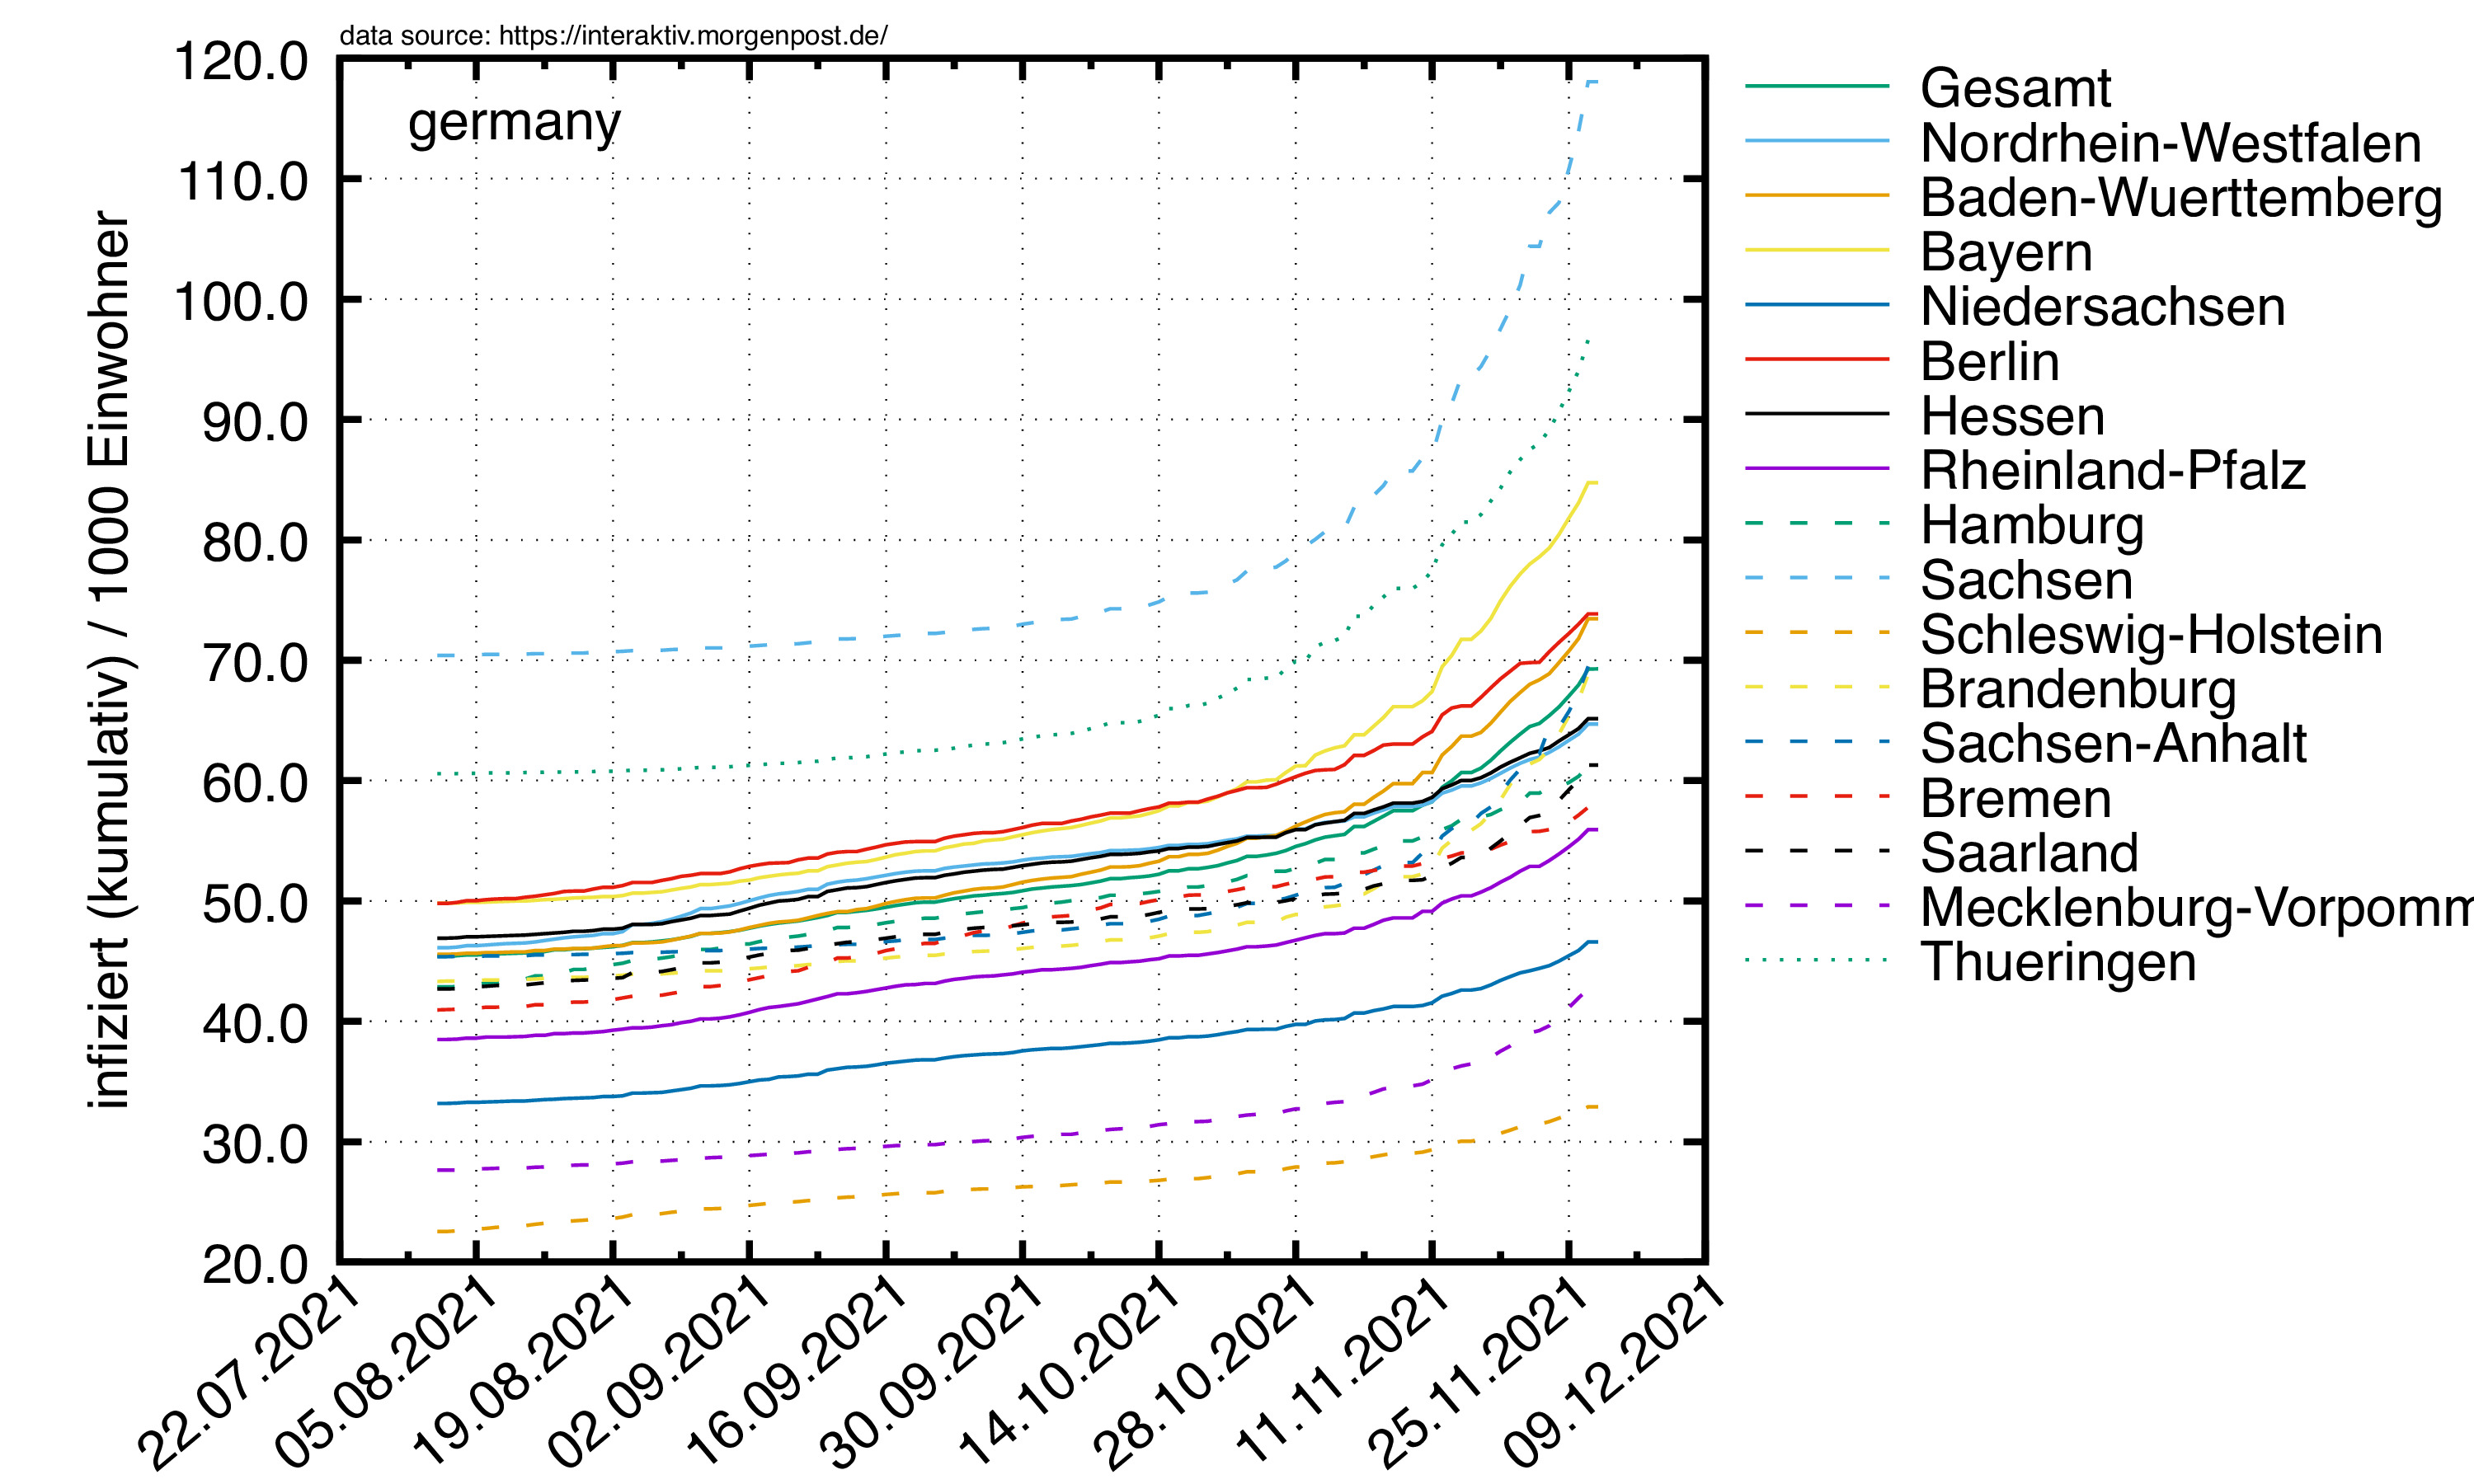 data source: https://interaktiv.morgenpost.de/
germany
infiziert (kumulativ) / 1000 Einwohner
120.0
110.0
100.0
90.0
80.0
70.0
60.0
50.0
40.0
30.0
20.0
22.07.2021
05.08.2021
19.08.2021
02.09.2021
16.09.2021
30.09.2021
14.10.2021
28.10.2021
11.11.2021
25.11.2021
09.12.2021
Gesamt
Nordrhein-Westfalen
Baden-Wuerttemberg
Bayern
Niedersachsen
Berlin
Hessen
Rheinland-Pfalz
Hamburg
Sachsen
Schleswig-Holstein
Brandenburg
Sachsen-Anhalt
Bremen
Saarland
Mecklenburg-Vorpomm
Thueringen